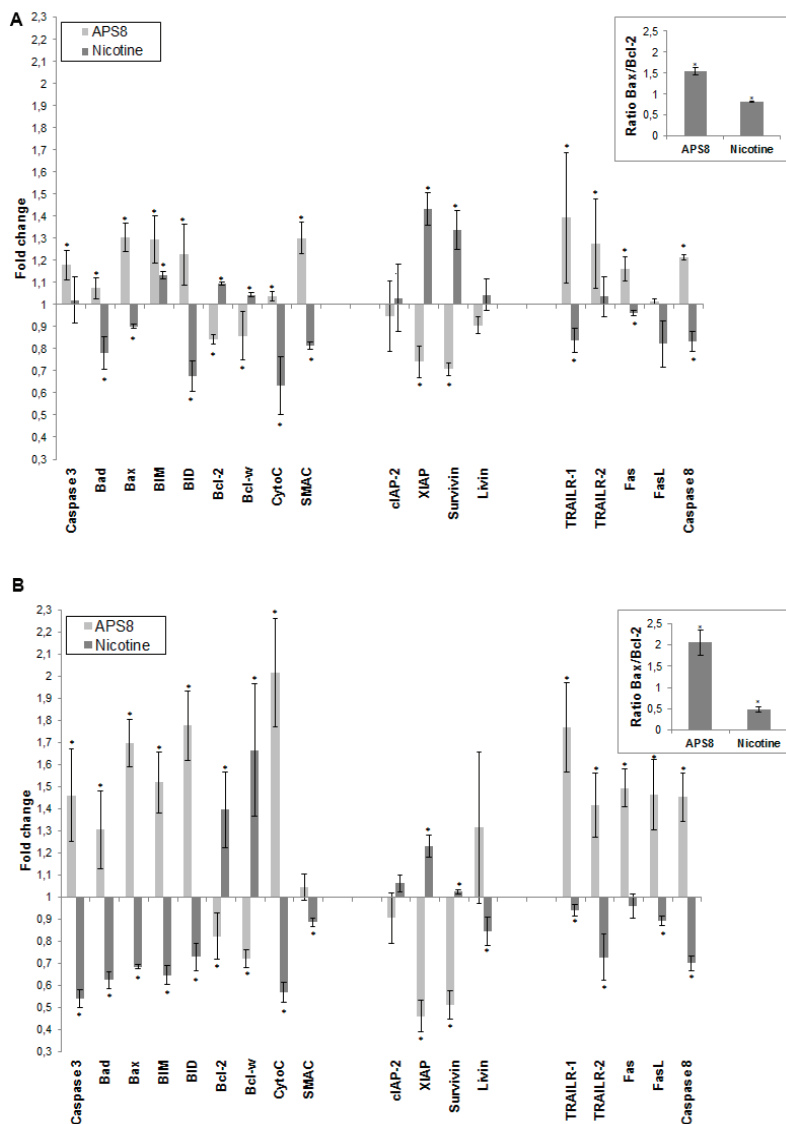 A
APS8
Nicotine
Fold change
2,3
2,2
2,1
2
1,9
1,8
1,7
1,6
1,5
1,4
1,3
1,2
1,1
1
0,9
0,8
0,7
0,6
0,5
0,4
0,3
Caspase 3
Bad
Bax
BIM
BID
Bcl-2
Bcl-w
CytoC
SMAC
cIAP-2
XIAP
Survivin
Livin
TRAILR-1
TRAILR-2
Fas
FasL
Caspase 8
Ratio Bax/Bcl-2
2,5
2
1,5
1
0,5
0
APS8
Nicotine
B
APS8
Nicotine
Fold change
2,3
2,2
2,1
2
1,9
1,8
1,7
1,6
1,5
1,4
1,3
1,2
1,1
1
0,9
0,8
0,7
0,6
0,5
0,4
0,3
Caspase 3
Bad
Bax
BIM
BID
Bcl-2
Bcl-w
CytoC
SMAC
cIAP-2
XIAP
Survivin
Livin
TRAILR-1
TRAILR-2
Fas
FasL
Caspase 8
Ratio Bax/Bcl-2
2,5
2
1,5
1
0,5
0
APS8
Nicotine